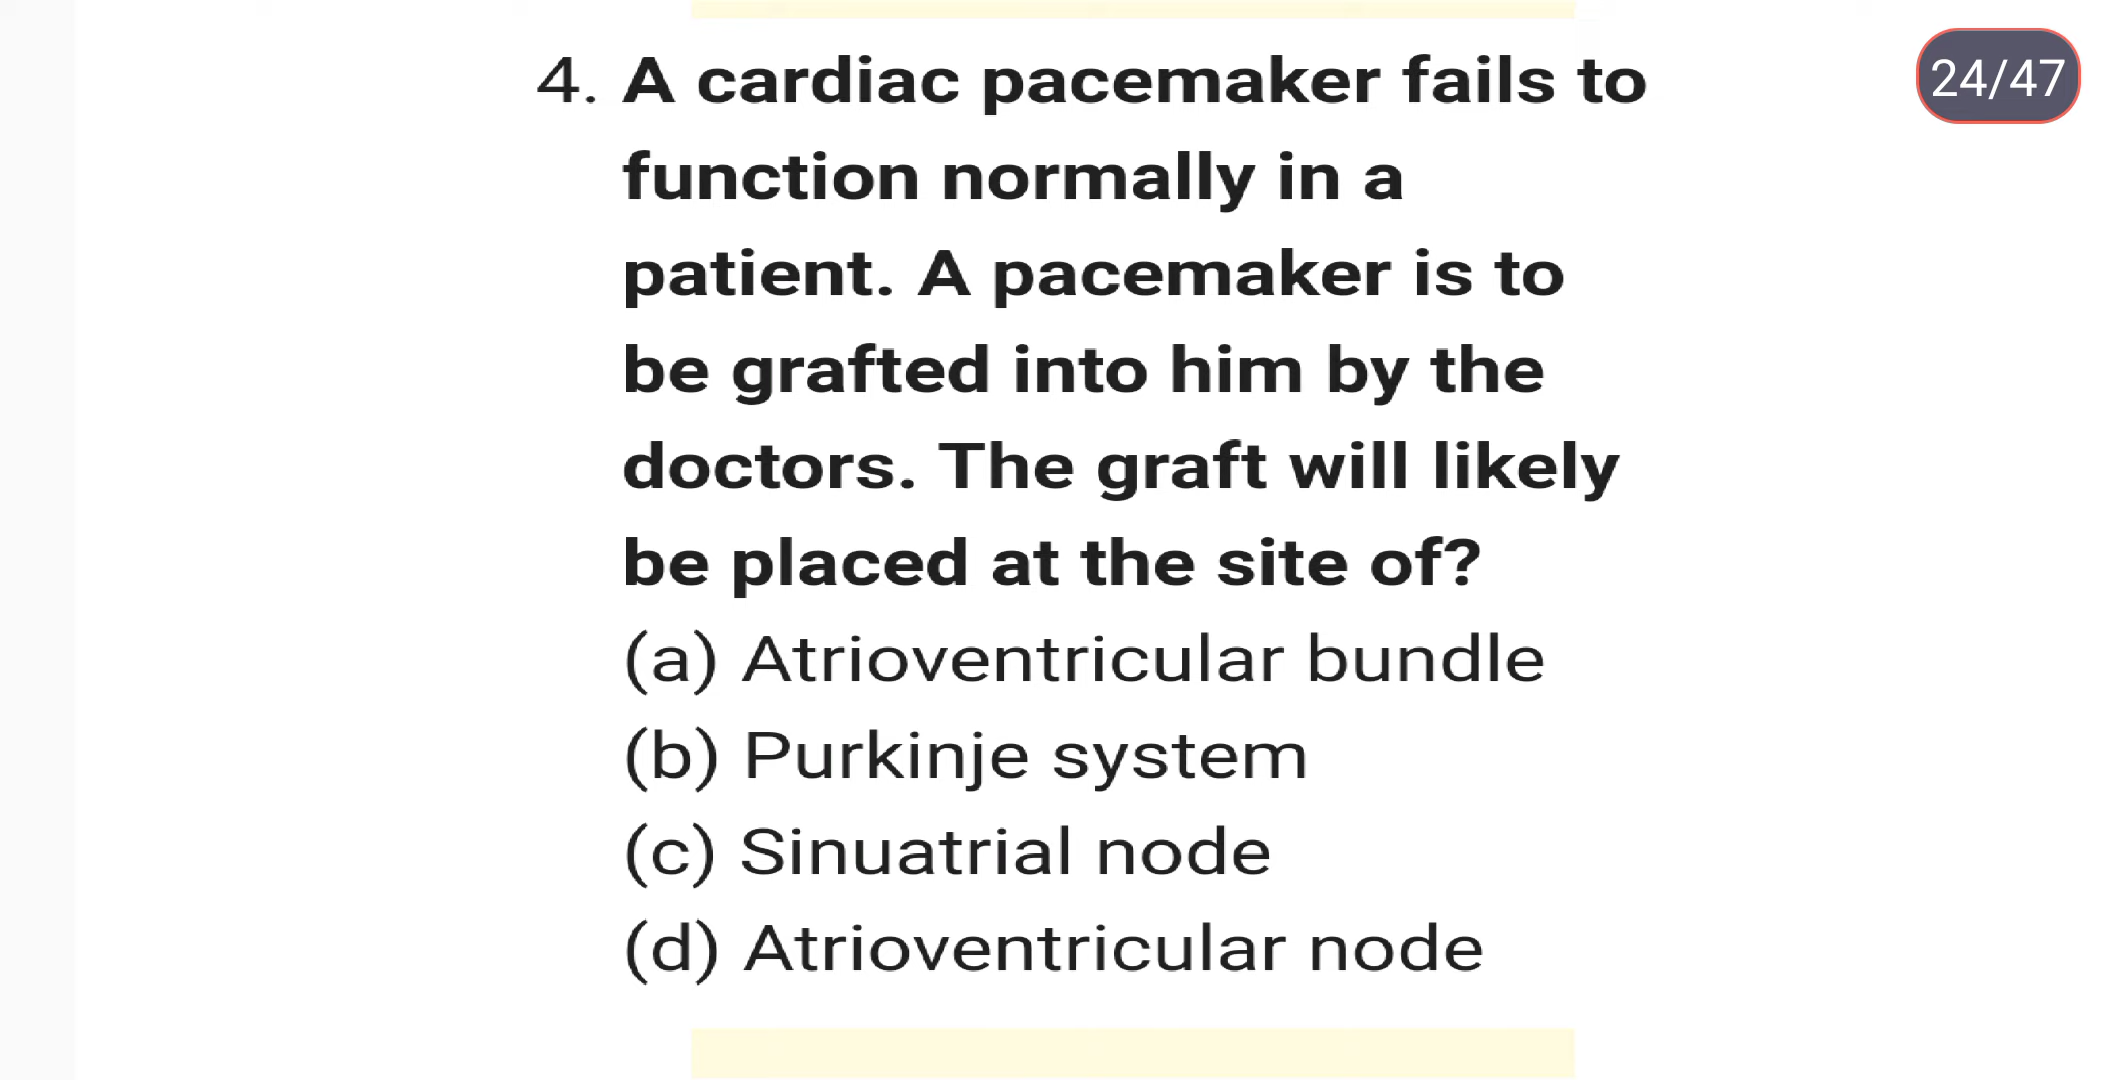 4. A cardiac pacemaker fails to
24/47
function normally in a
patient. A pacemaker is to
be grafted into him by the
doctors. The graft will likely
be placed at the site of?
(a) Atrioventricular bundle
(b) Purkinje system
(c) Sinuatrial node
(d) Atrioventricular node